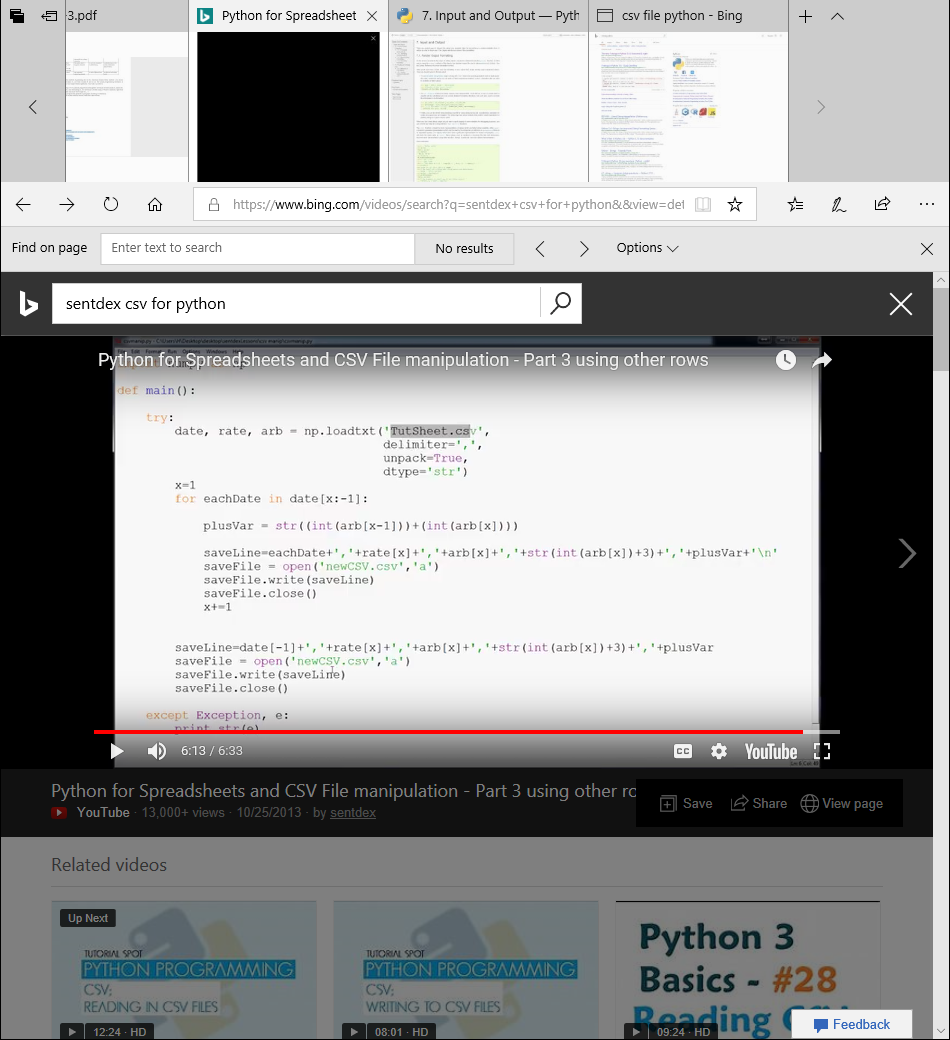 3.pdf
Python for Spreadsheet
7. Input and Output — Pyth
csv file python - Bing
https://www.bing.com/videos/search?q=sentdex+csv+for+python&&view=det
Find on page
Enter text to search
No results
Options
sentdex csv for python
Python for Spreadsheets and CSV File manipulation - Part 3 using other rows
def main():
try:
date, rate, arb = np.loadtxt('TutSheet.csv',
delimiter=',',
unpack=True,
dtype='str')
x=1
for eachDate in date[x:-1]:
plusVar = str((int(arb[x-1]))+(int(arb[x])))
saveLine=eachDate+','+rate[x]+','+arb[x]+','+str(int(arb[x])+3)+','+plusVar+'\n'
saveFile = open('newCSV.csv','a')
saveFile.write(saveLine)
saveFile.close()
x+=1
saveLine=date[-1]+','+rate[x]+','+arb[x]+','+str(int(arb[x])+3)+','+plusVar
saveFile = open('newCSV.csv','a')
saveFile.write(saveLine)
saveFile.close()
except Exception, e:
print str(e)
6:13 / 6:33
CC
YouTube
Python for Spreadsheets and CSV File manipulation - Part 3 using other ro
YouTube · 13,000+ views · 10/25/2013 · by sentdex
Save
Share
View page
Related videos
Up Next
TUTORIAL SPOT
PYTHON PROGRAMMING
CSV;
READING IN CSV FILES
12:24 · HD
TUTORIAL SPOT
PYTHON PROGRAMMING
CSV;
WRITING TO CSV FILES
08:01 · HD
Python 3
Basics - #28
Reading
09:24 · HD
Feedback